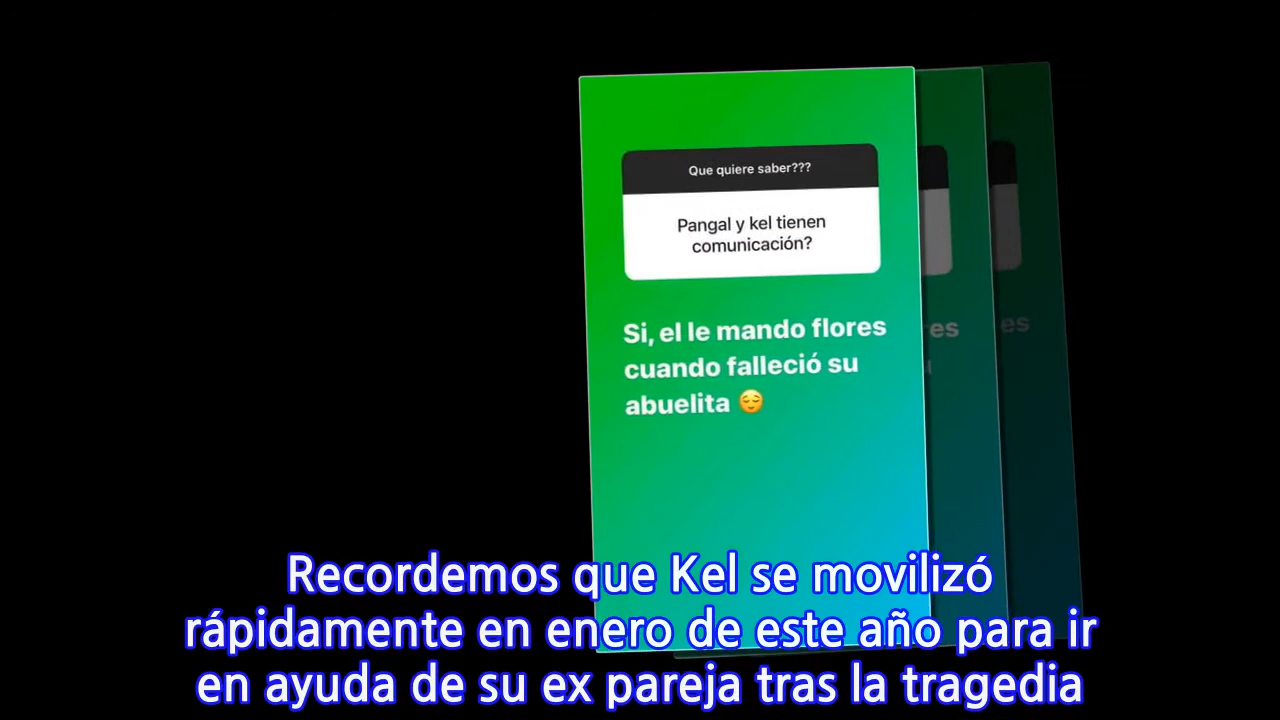 Que quiere saber???
Pangal y kel tienen
comunicación?
Si, el le mando flores
cuando falleció su
abuelita 😌
Recordemos que Kel se movilizó
rápidamente en enero de este año para ir
en ayuda de su ex pareja tras la tragedia